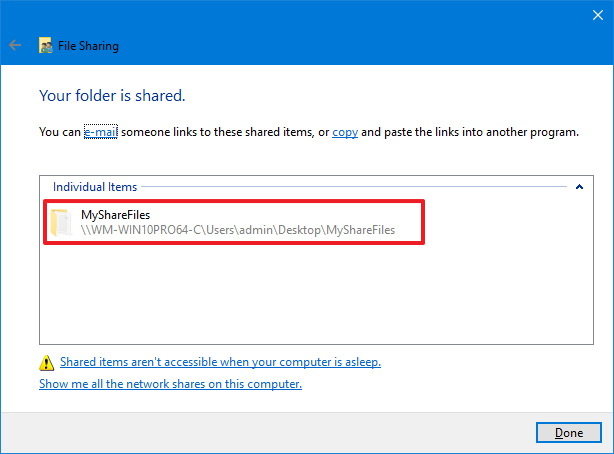 File Sharing
Your folder is shared.
You can e-mail someone links to these shared items, or copy and paste the links into another program.
Individual Items
MyShareFiles
\\WM-WIN10PRO64-C\Users\admin\Desktop\MyShareFiles
Shared items aren't accessible when your computer is asleep.
Show me all the network shares on this computer.
Done